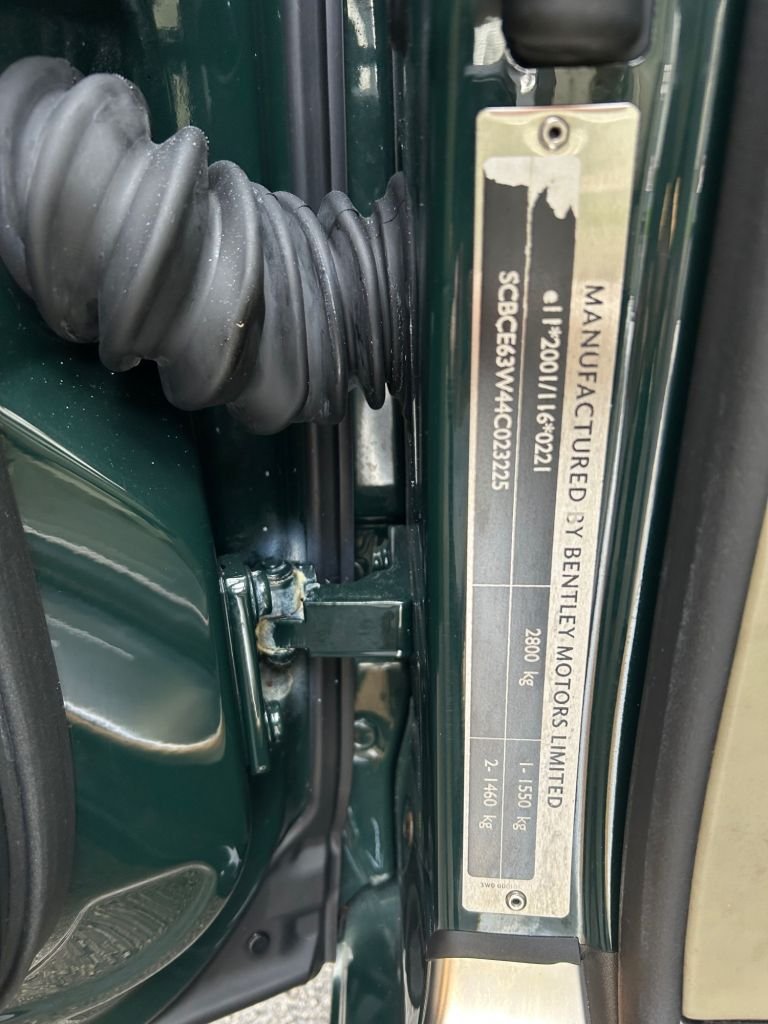 MANUFACTURED BY BENTLEY MOTORS LIMITED
e11*2001/116*0221
SCBCE63W44C023225
2800 kg
1- 1550 kg
2- 1460 kg